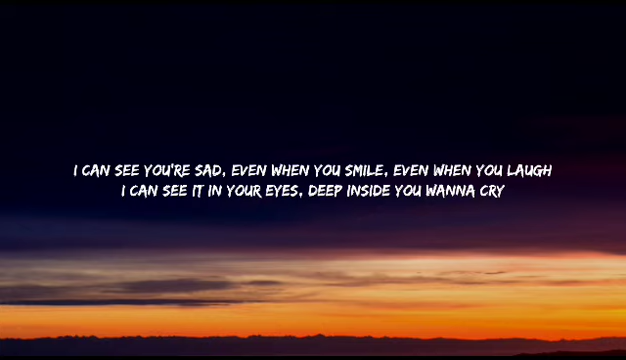 I CAN SEE YOU'RE SAD, EVEN WHEN YOU SMILE, EVEN WHEN YOU LAUGH
I CAN SEE IT IN YOUR EYES, DEEP INSIDE YOU WANNA CRY